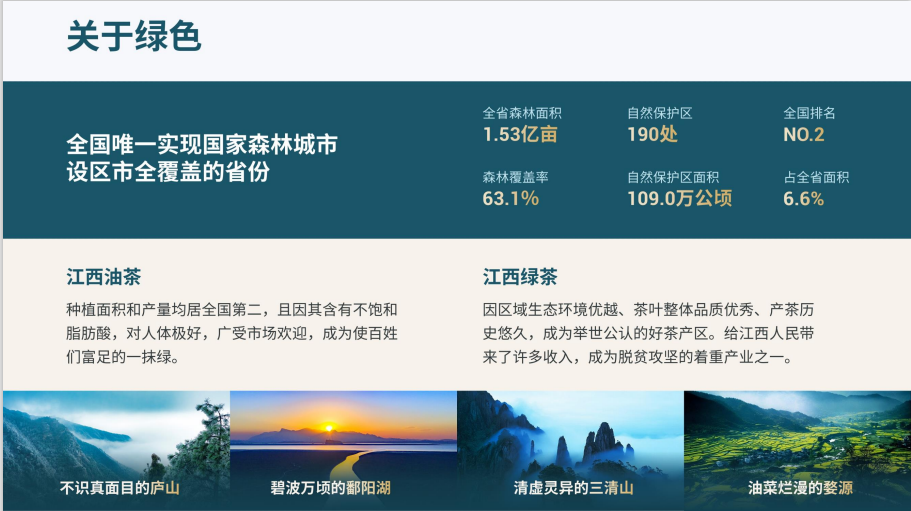 关于绿色
全国唯一实现国家森林城市
设区市全覆盖的省份
全省森林面积
1.53亿亩
自然保护区
190处
全国排名
NO.2
森林覆盖率
63.1%
自然保护区面积
109.0万公顷
占全省面积
6.6%
江西油茶
种植面积和产量均居全国第二，且因其含有不饱和
脂肪酸，对人体极好，广受市场欢迎，成为使百姓
们富足的一抹绿。
江西绿茶
因区域生态环境优越、茶叶整体品质优秀、产茶历
史悠久，成为举世公认的好茶产区。给江西人民带
来了许多收入，成为脱贫攻坚的着重产业之一。
不识真面目的庐山
碧波万顷的鄱阳湖
清虚灵异的三清山
油菜烂漫的婺源